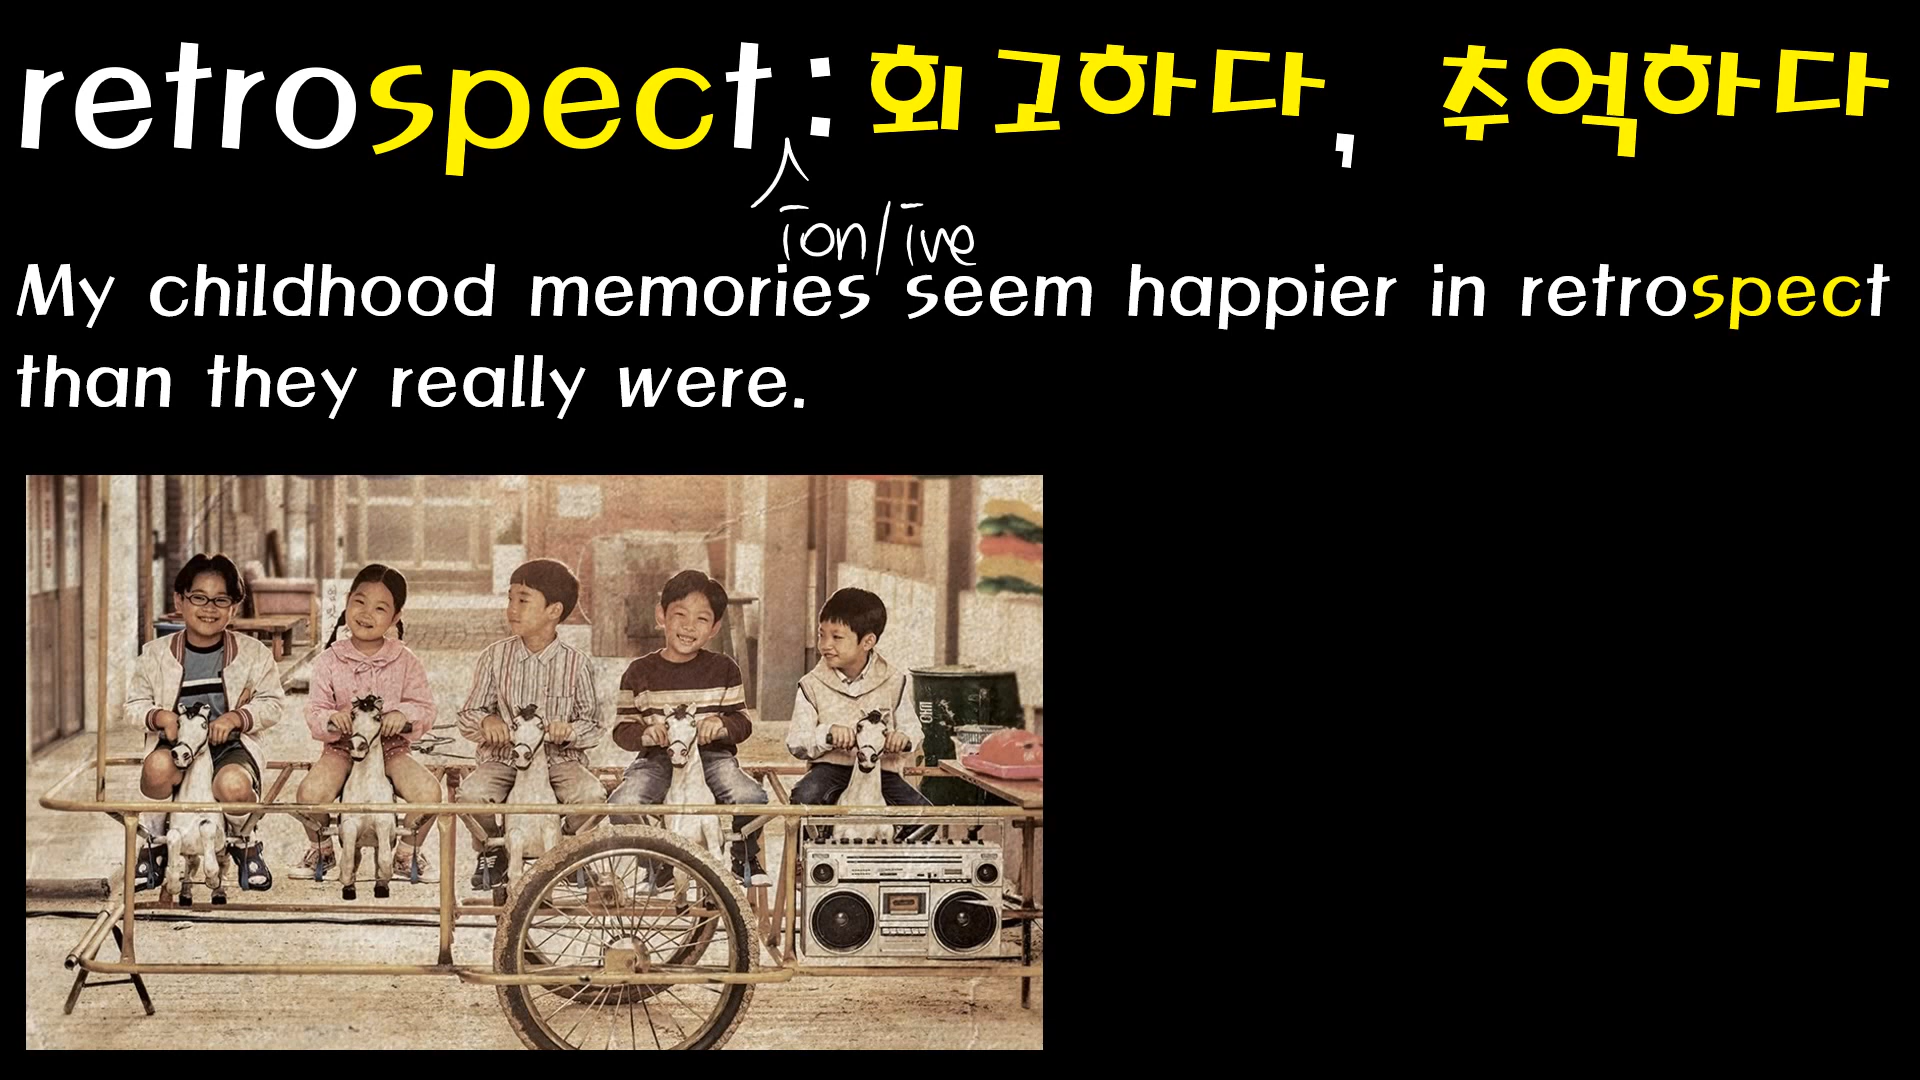 retrospect : 회고하다, 추억하다
ion/ive
My childhood memories seem happier in retrospect
than they really were.